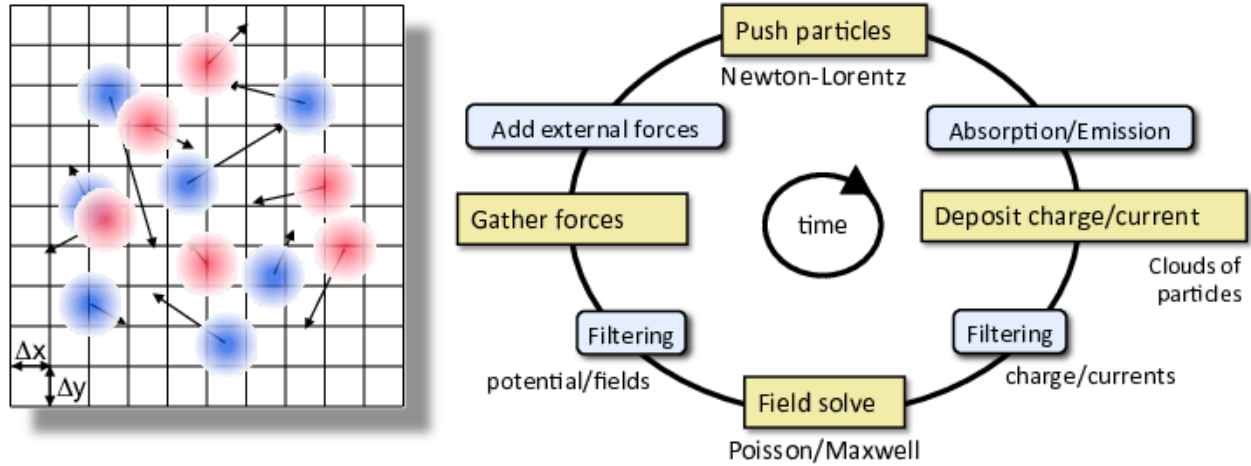 Δx
Δy
Push particles
Newton-Lorentz
Add external forces
Absorption/Emission
Gather forces
time
Deposit charge/current
Clouds of
particles
Filtering
Filtering
potential/fields
charge/currents
Field solve
Poisson/Maxwell